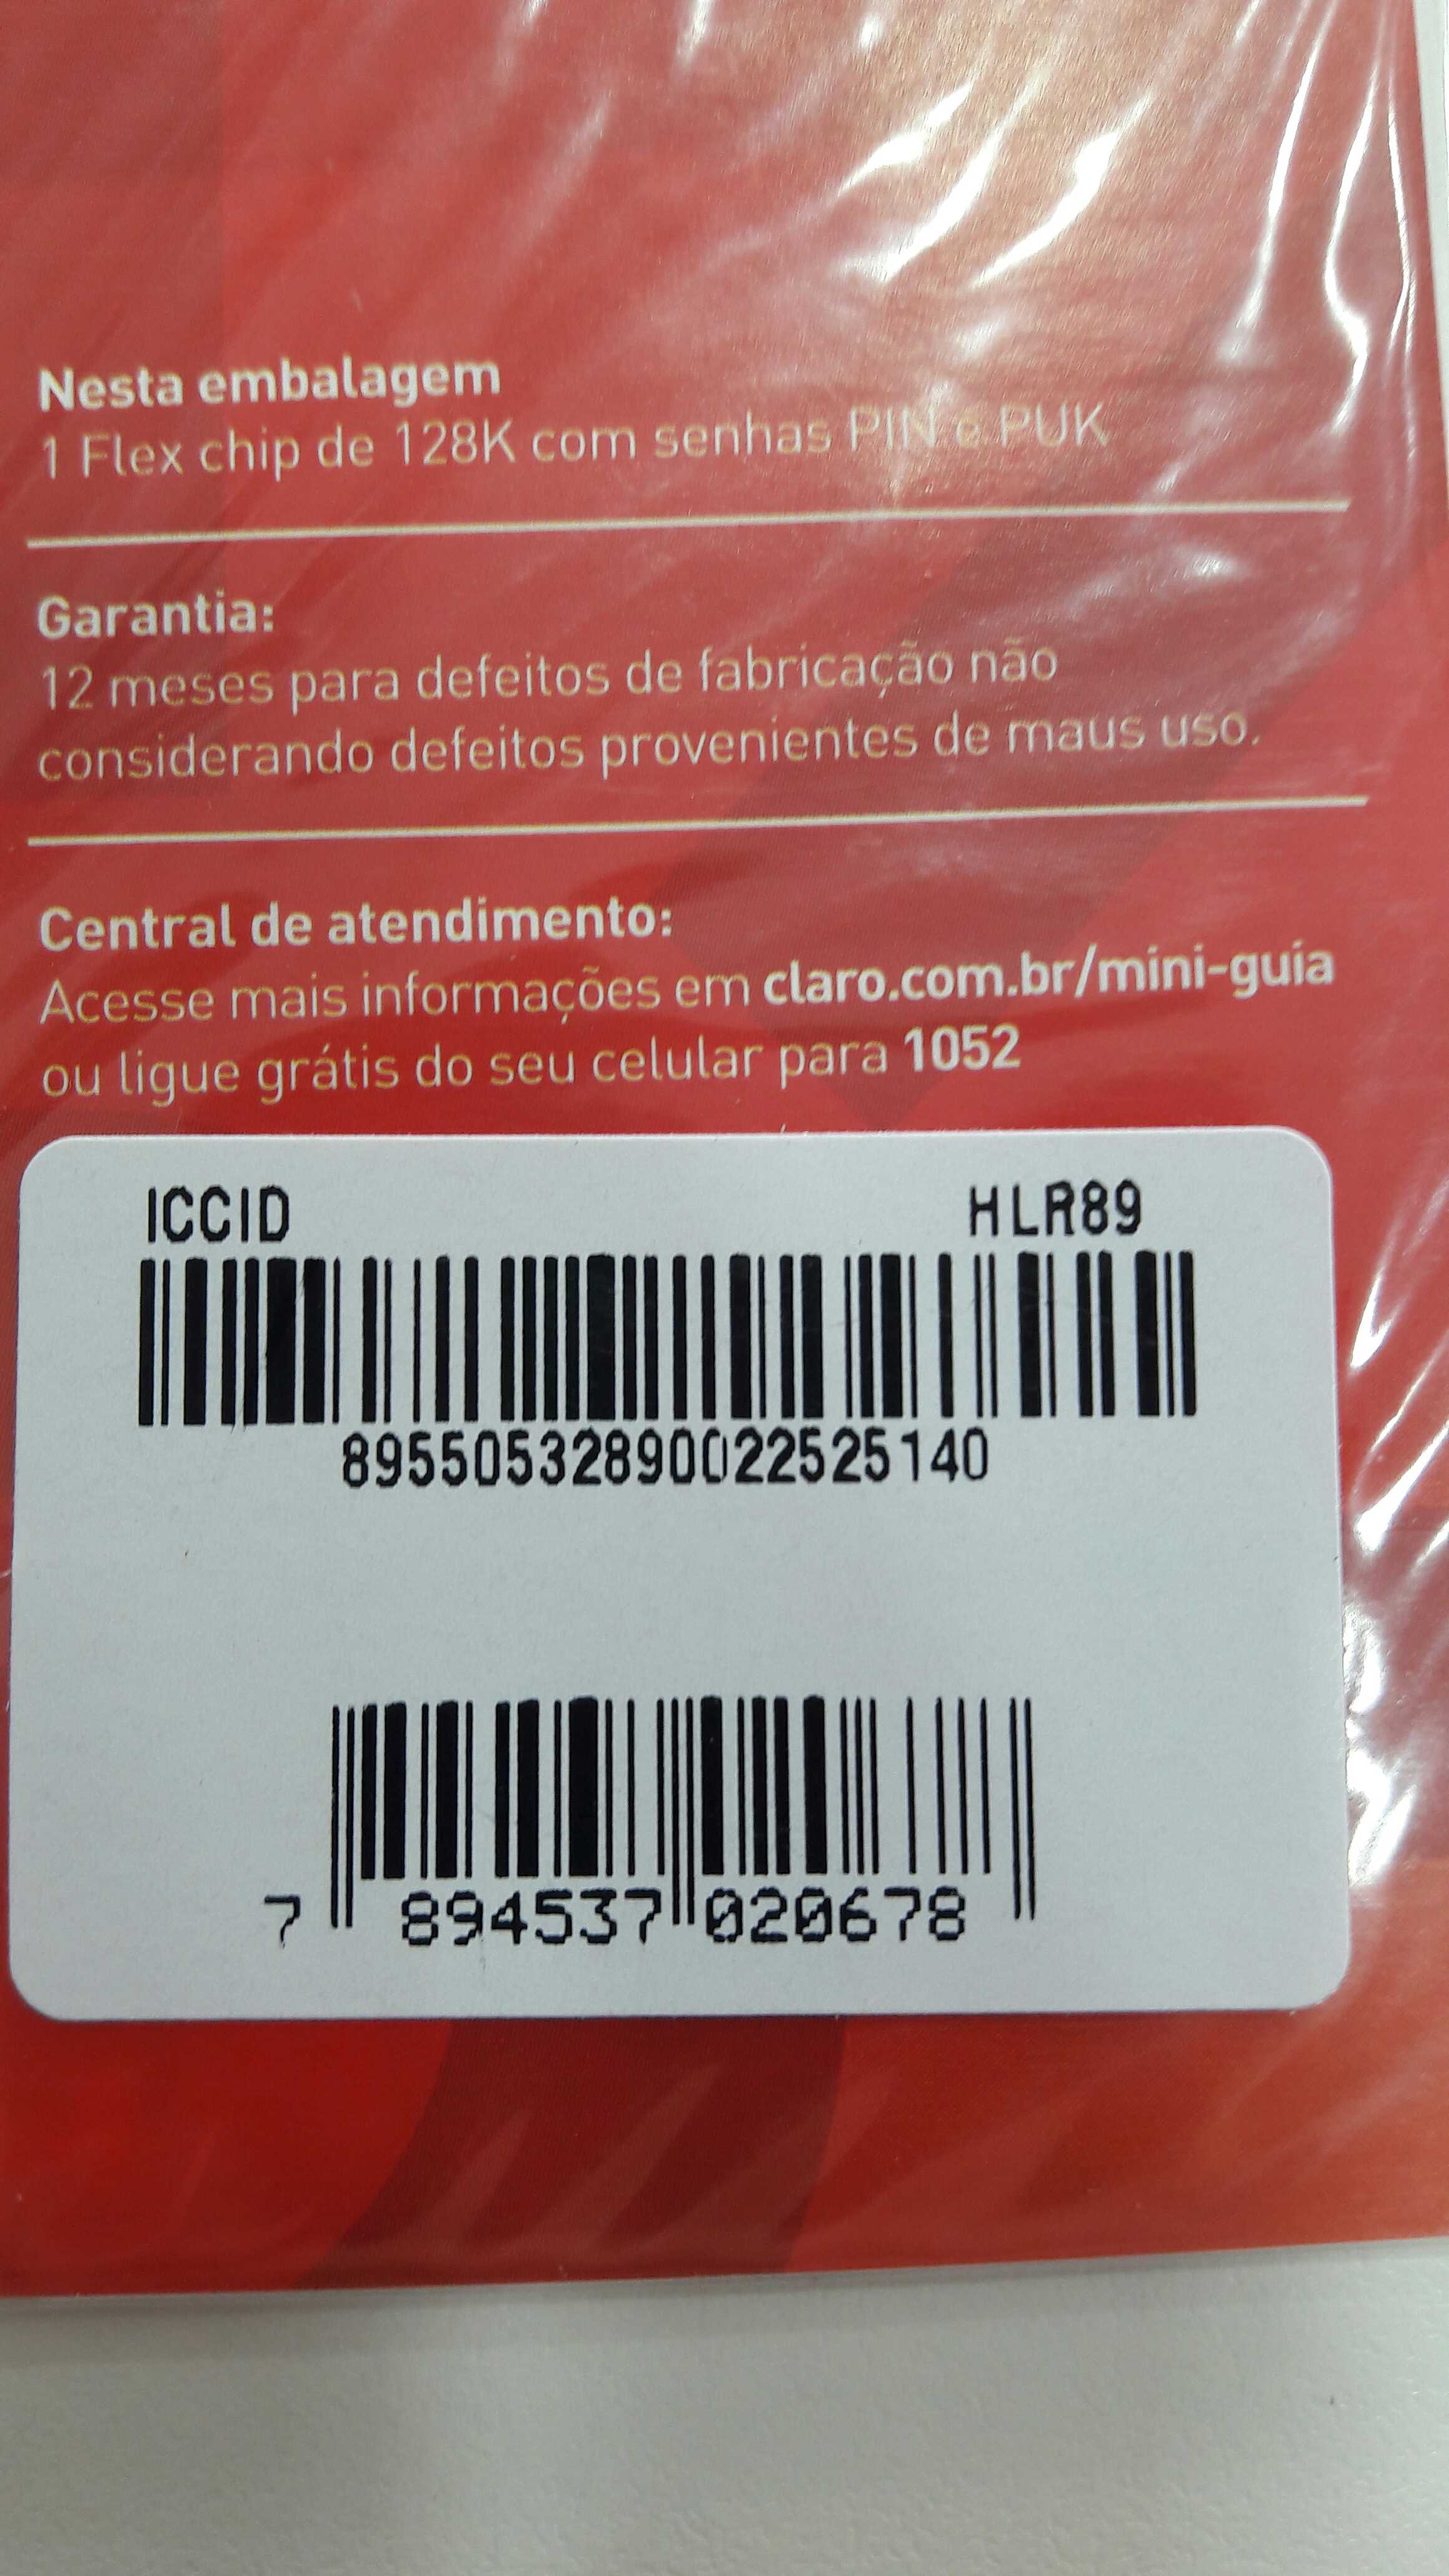 Nesta embalagem
1 Flex chip de 128K com senhas PIN e PUK
Garantia:
12 meses para defeitos de fabricação não
considerando defeitos provenientes de maus uso.
Central de atendimento:
Acesse mais informações em claro.com.br/mini-guia
ou ligue grátis do seu celular para 1052
ICCID HLR89
89550532890022525140
7 894537 020678